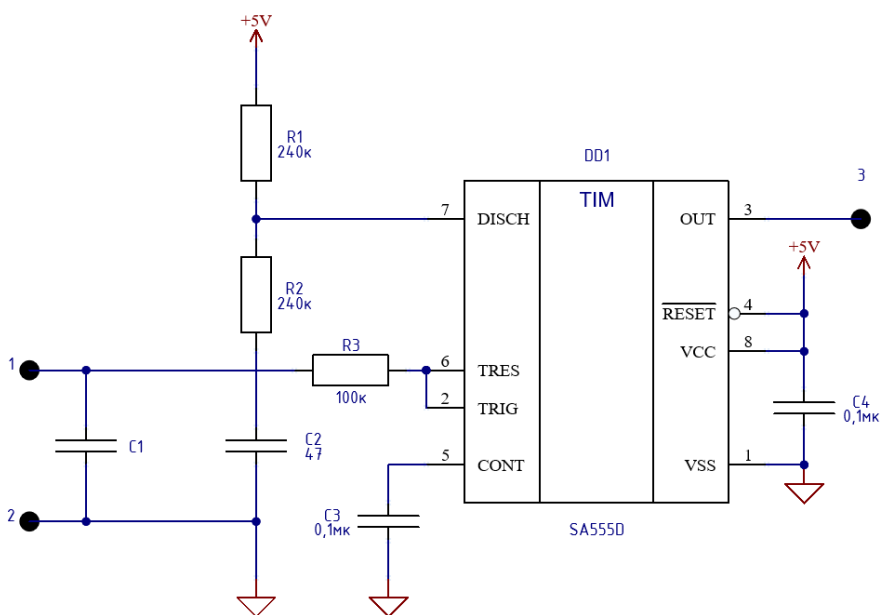 +5V
R1
240к
DD1
3
TIM
7
DISCH
OUT
3
+5V
R2
240к
RESET
4
1
R3
6
TRES
VCC
8
100к
2
TRIG
C4
0,1мк
C1
C2
47
5
CONT
VSS
1
2
C3
0,1мк
SA555D